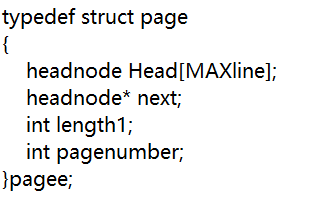 typedef struct page
{
headnode Head[MAXline];
headnode* next;
int length1;
int pagenumber;
}pagee;